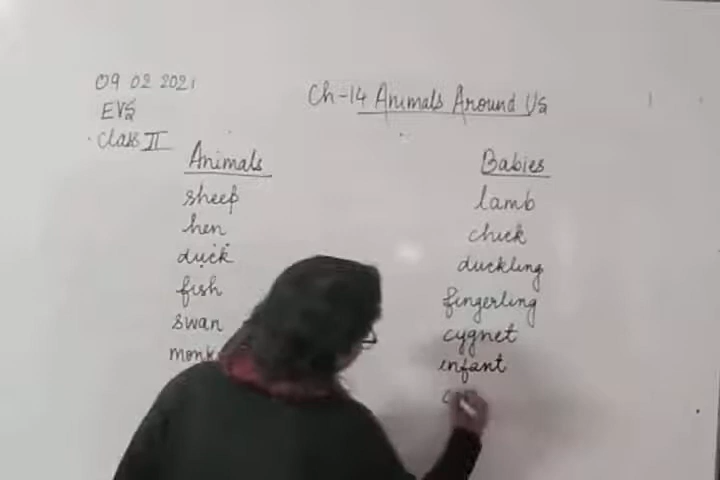 09 02 2021
EVS
Class II
Ch-14 Animals Around Us
Animals
sheep
hen
duck
fish
swan
Babies
lamb
chick
duckling
fingerling
cygnet
infant